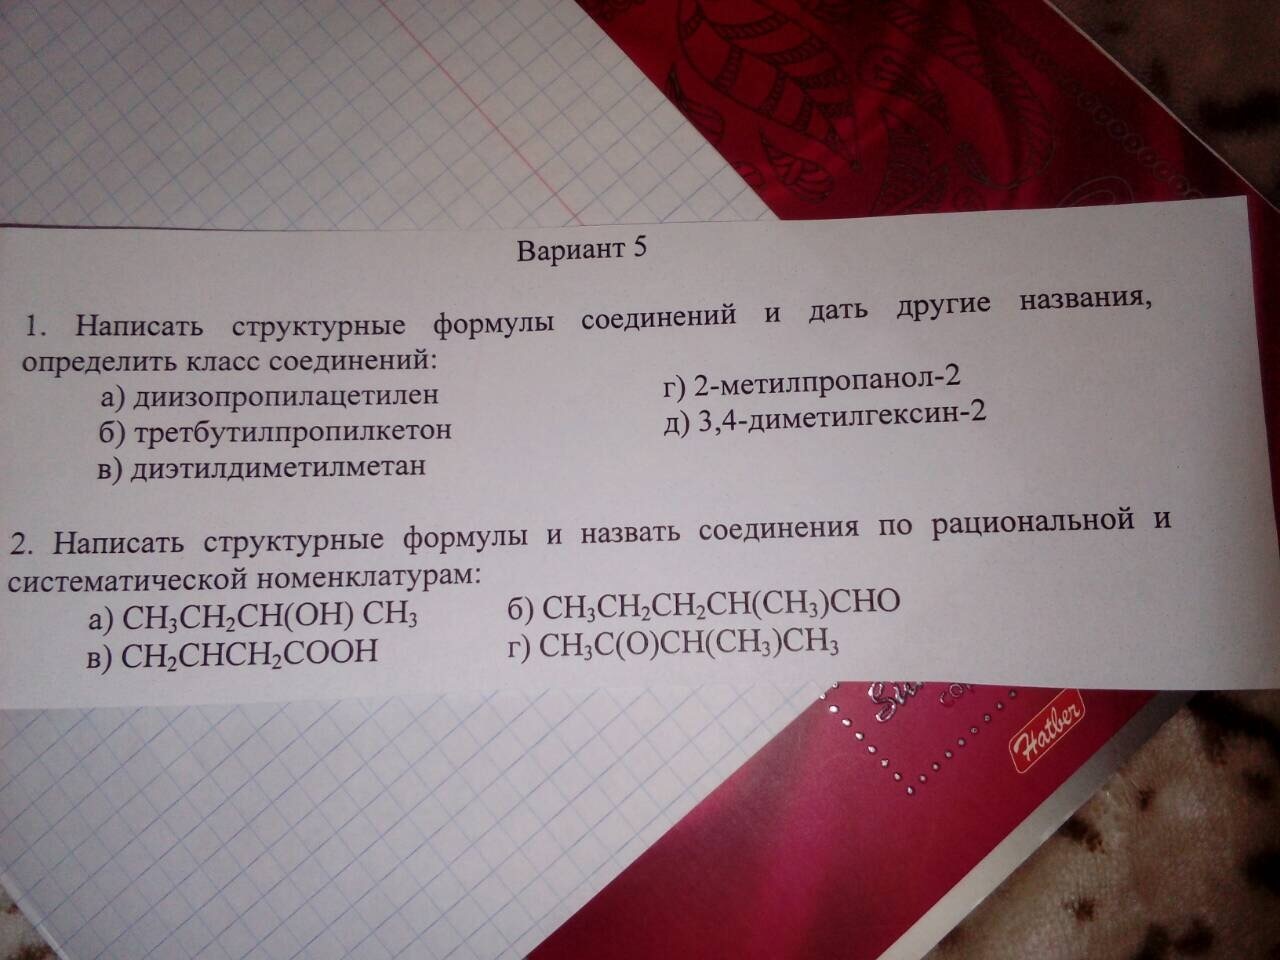 Вариант 5
1. Написать структурные формулы соединений и дать другие названия,
определить класс соединений:
а) диизопропилацетилен
б) третбутилпропилкетон
в) диэтилдиметилметан
г) 2-метилпропанол-2
д) 3,4-диметилгексин-2
2. Написать структурные формулы и назвать соединения по рациональной и
систематической номенклатурам:
а) CH₃CH₂CH(OH) CH₃
б) CH₃CH₂CH₂CH(CH₃)CHO
в) CH₂CHCH₂COOH
г) CH₃C(O)CH(CH₃)CH₃
Hatber